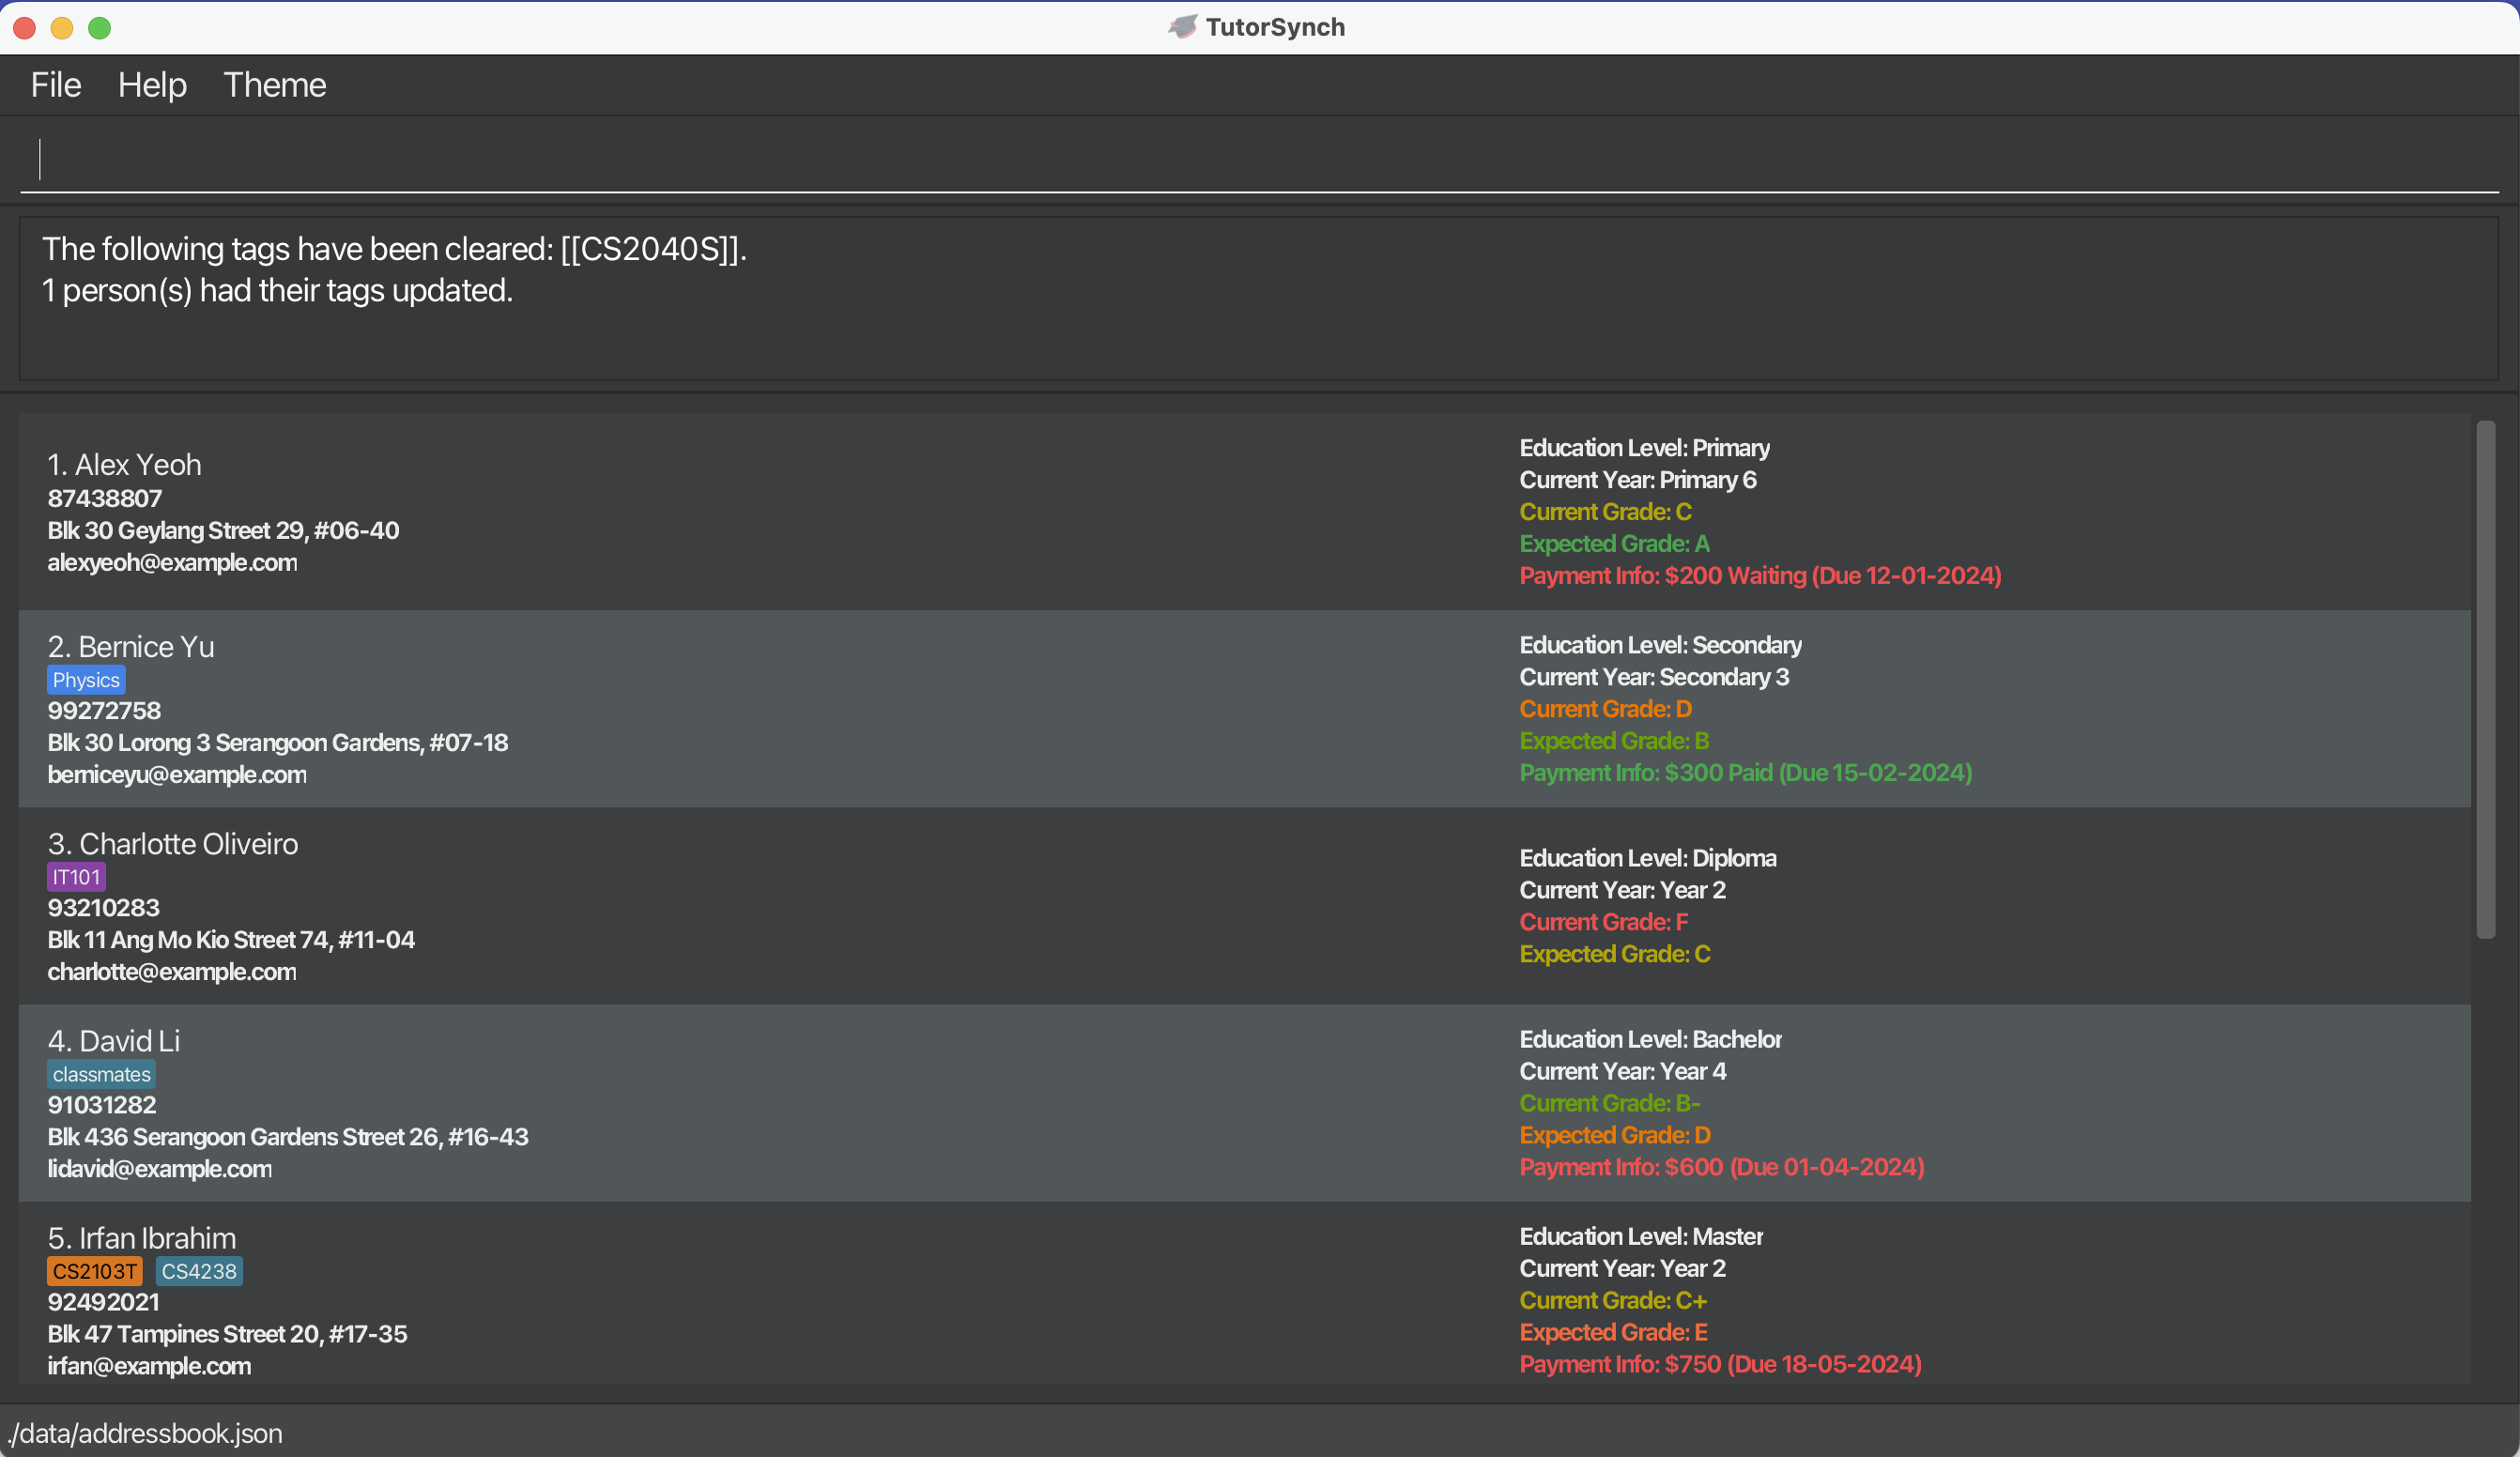 TutorSynch
File Help Theme
The following tags have been cleared: [[CS2040S]].
1 person(s) had their tags updated.
1. Alex Yeoh
87438807
Blk 30 Geylang Street 29, #06-40
alexyeoh@example.com
Education Level: Primary
Current Year: Primary 6
Current Grade: C
Expected Grade: A
Payment Info: $200 Waiting (Due 12-01-2024)
2. Bernice Yu
Physics
99272758
Blk 30 Lorong 3 Serangoon Gardens, #07-18
berniceyu@example.com
Education Level: Secondary
Current Year: Secondary 3
Current Grade: D
Expected Grade: B
Payment Info: $300 Paid (Due 15-02-2024)
3. Charlotte Oliveiro
IT101
93210283
Blk 11 Ang Mo Kio Street 74, #11-04
charlotte@example.com
Education Level: Diploma
Current Year: Year 2
Current Grade: F
Expected Grade: C
4. David Li
classmates
91031282
Blk 436 Serangoon Gardens Street 26, #16-43
lidavid@example.com
Education Level: Bachelor
Current Year: Year 4
Current Grade: B-
Expected Grade: D
Payment Info: $600 (Due 01-04-2024)
5. Irfan Ibrahim
CS2103T CS4238
92492021
Blk 47 Tampines Street 20, #17-35
irfan@example.com
Education Level: Master
Current Year: Year 2
Current Grade: C+
Expected Grade: E
Payment Info: $750 (Due 18-05-2024)
./data/addressbook.json